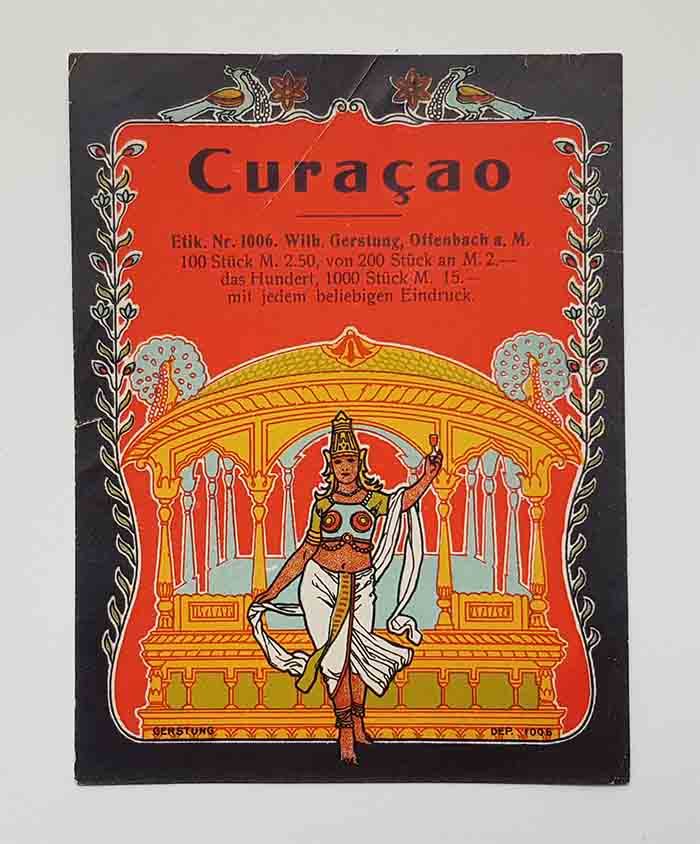 Curaçao
Etik. Nr. 1006. Wilh. Gerstung, Offenbach a. M.
100 Stück M. 2.50, von 200 Stück an M. 2.—
das Hundert, 1000 Stück M. 15.—
mit jedem beliebigen Eindruck.
GERSTUNG DEP. 1006